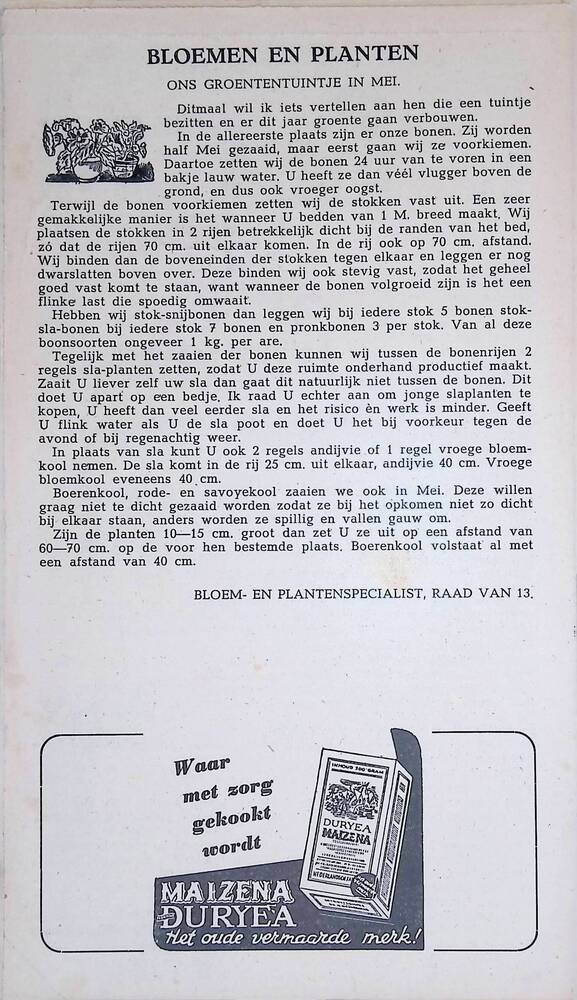 BLOEMEN EN PLANTEN
ONS GROENTENTUINTJE IN MEI.
Ditmaal wil ik iets vertellen aan hen die een tuintje
bezitten en er dit jaar groente gaan verbouwen.
In de allereerste plaats zijn er onze bonen. Zij worden
half Mei gezaaid, maar eerst gaan wij ze voorkiemen.
Daartoe zetten wij de bonen 24 uur van te voren in een
bakje lauw water. U heeft ze dan véél vlugger boven de
grond, en dus ook vroeger oogst.
Terwijl de bonen voorkiemen zetten wij de stokken vast uit. Een zeer
gemakkelijke manier is het wanneer U bedden van 1 M. breed maakt. Wij
plaatsen de stokken in 2 rijen betrekkelijk dicht bij de randen van het bed,
zó dat de rijen 70 cm. uit elkaar komen. In de rij ook op 70 cm. afstand.
Wij binden dan de boveneinden der stokken tegen elkaar en leggen er nog
dwarslatten boven over. Deze binden wij ook stevig vast, zodat het geheel
goed vast komt te staan, want wanneer de bonen volgroeid zijn is het een
flinke last die spoedig omwaait.
Hebben wij stok-snijbonen dan leggen wij bij iedere stok 5 bonen stok-
sla-bonen bij iedere stok 7 bonen en pronkbonen 3 per stok. Van al deze
boonsoorten ongeveer 1 kg. per are.
Tegelijk met het zaaien der bonen kunnen wij tussen de bonenrijen 2
regels sla-planten zetten, zodat U deze ruimte onderhand productief maakt.
Zaait U liever zelf uw sla dan gaat dit natuurlijk niet tussen de bonen. Dit
doet U apart op een bedje. Ik raad U echter aan om jonge slaplanten te
kopen, U heeft dan veel eerder sla en het risico èn werk is minder. Geeft
U flink water als U de sla poot en doet U het bij voorkeur tegen de
avond of bij regenachtig weer.
In plaats van sla kunt U ook 2 regels andijvie of 1 regel vroege bloem-
kool nemen. De sla komt in de rij 25 cm. uit elkaar, andijvie 40 cm. Vroege
bloemkool eveneens 40 cm.
Boerenkool, rode- en savoyekool zaaien we ook in Mei. Deze willen
graag niet te dicht gezaaid worden zodat ze bij het opkomen niet zo dicht
bij elkaar staan, anders worden ze spillig en vallen gauw om.
Zijn de planten 10—15 cm. groot dan zet U ze uit op een afstand van
60—70 cm. op de voor hen bestemde plaats. Boerenkool volstaat al met
een afstand van 40 cm.
BLOEM- EN PLANTENSPECIALIST, RAAD VAN 13.
Waar
met zorg
gekookt
wordt
INHOUD 200 GRAM
DURYEA
MAIZENA
MAIZENA
DURYEA
Het oude vermaarde merk!